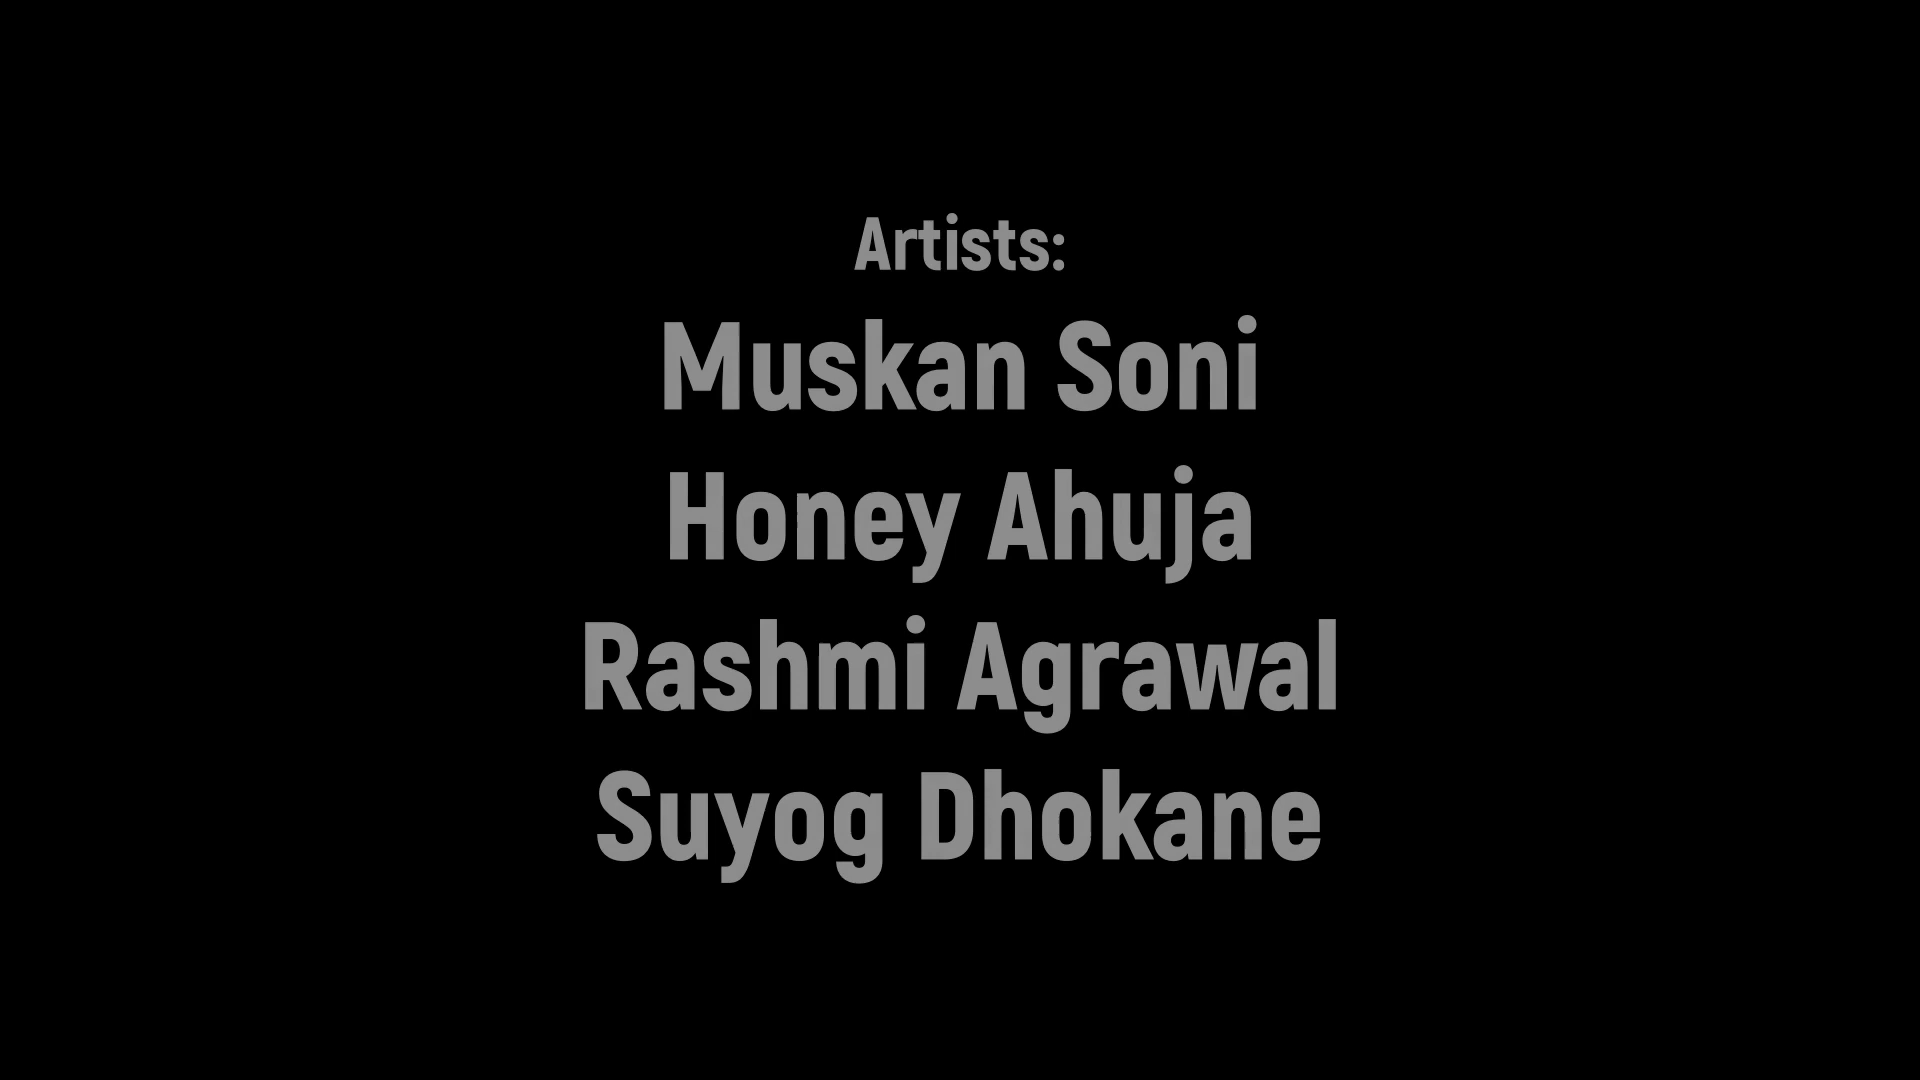 Artists:
Muskan Soni
Honey Ahuja
Rashmi Agrawal
Suyog Dhokane